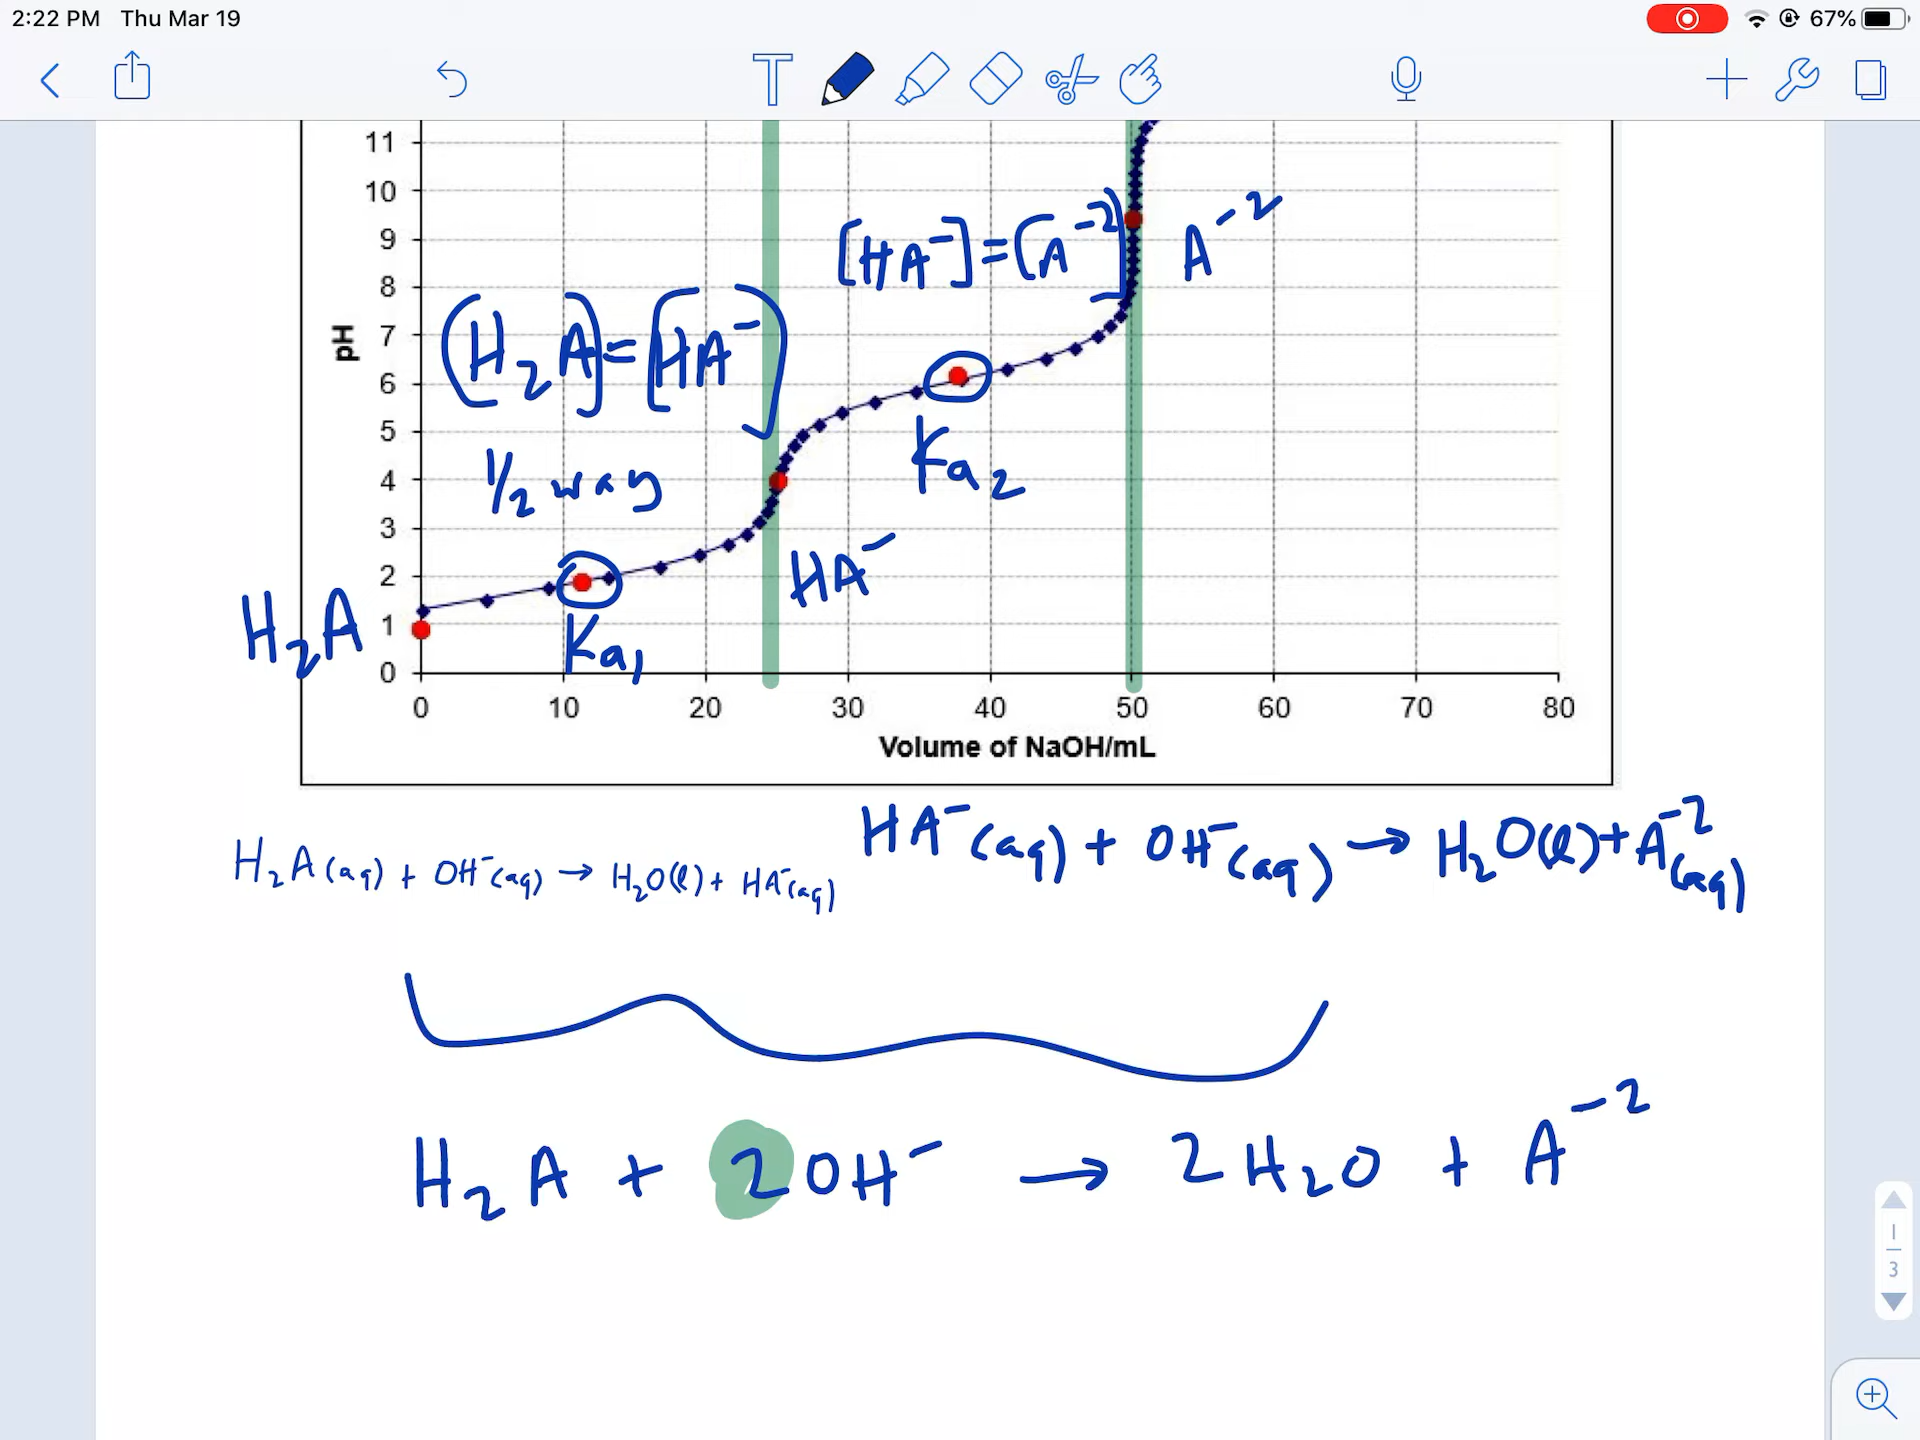 2:22 PM Thu Mar 19
67%
T
11
10
9
8
7
6
5
4
3
2
1
0
pH
[HA⁻]=[A⁻²]
A⁻²
[H₂A]=[HA⁻]
1/2 way
Ka₂
HA⁻
H₂A
Ka₁
0 10 20 30 40 50 60 70 80
Volume of NaOH/mL
H₂A(aq) + OH⁻(aq) → H₂O(l) + HA⁻(aq)
HA⁻(aq) + OH⁻(aq) → H₂O(l) + A⁻²(aq)
H₂A + 2OH⁻ → 2H₂O + A⁻²
1
3